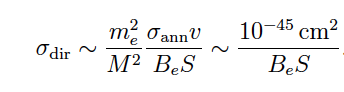 σ_dir ∼ m_e^2/M^2 σ_ann v/B_e S ∼ 10^−45 cm^2/B_e S